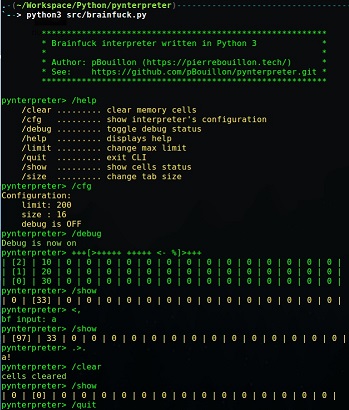 -(~/Workspace/Python/pynterpreter)-
`--> python3 src/brainfuck.py
*******************************************************
* Brainfuck interpreter written in Python 3 *
* *
* Author: pBouillon (https://pierrebouillon.tech/) *
* See: https://github.com/pBouillon/pynterpreter.git *
*******************************************************
pynterpreter> /help
/clear ......... clear memory cells
/cfg ......... show interpreter's configuration
/debug ......... toggle debug status
/help ......... displays help
/limit ......... change max limit
/quit ......... exit CLI
/show ......... show cells status
/size ......... change tab size
pynterpreter> /cfg
Configuration:
limit: 200
size : 16
debug is OFF
pynterpreter> /debug
Debug is now on
pynterpreter> +++[>+++++ +++++ <- %]>+++
| [2] | 10 | 0 | 0 | 0 | 0 | 0 | 0 | 0 | 0 | 0 | 0 | 0 | 0 | 0 |
| [1] | 20 | 0 | 0 | 0 | 0 | 0 | 0 | 0 | 0 | 0 | 0 | 0 | 0 | 0 |
| [0] | 30 | 0 | 0 | 0 | 0 | 0 | 0 | 0 | 0 | 0 | 0 | 0 | 0 | 0 |
pynterpreter> /show
| 0 | [33] | 0 | 0 | 0 | 0 | 0 | 0 | 0 | 0 | 0 | 0 | 0 | 0 | 0 | 0 |
pynterpreter> <,
bf input: a
pynterpreter> /show
| [97] | 33 | 0 | 0 | 0 | 0 | 0 | 0 | 0 | 0 | 0 | 0 | 0 | 0 | 0 | 0 |
pynterpreter> .>.
a!
pynterpreter> /clear
cells cleared
pynterpreter> /show
| 0 | [0] | 0 | 0 | 0 | 0 | 0 | 0 | 0 | 0 | 0 | 0 | 0 | 0 | 0 | 0 |
pynterpreter> /quit